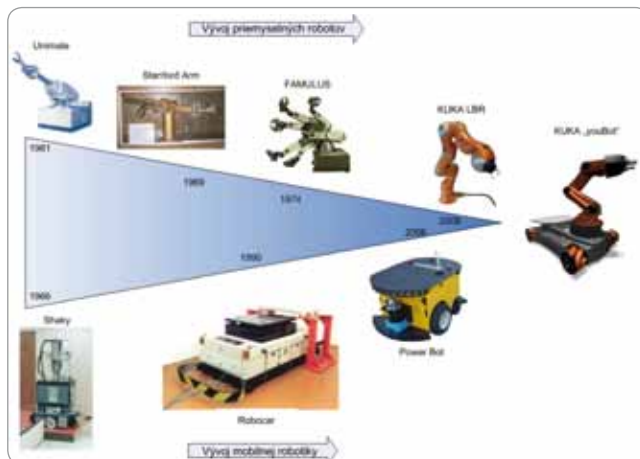 Vývoj priemyselných robotov
Unimate
Stanford Arm
FAMULUS
KUKA LBR
KUKA „youBot“
1961
1969
1974
2006
1990
1966
Shaky
Power Bot
Robocar
Vývoj mobilnej robotiky